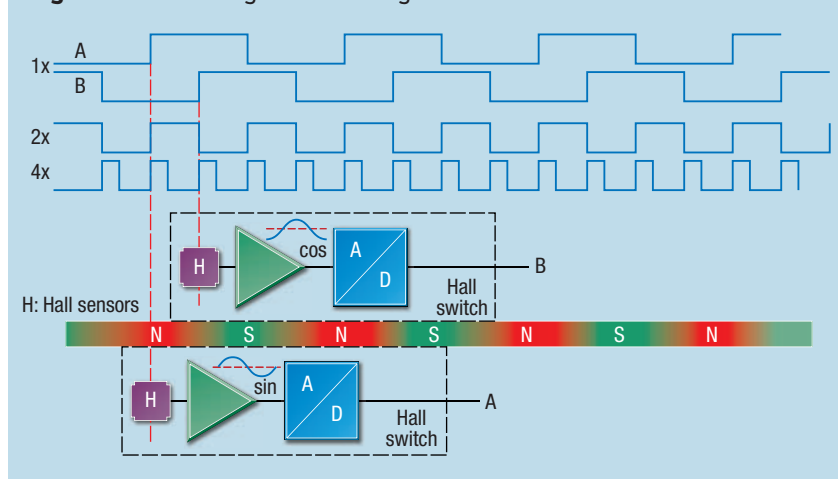 A
1x
B
2x
4x
cos
A
D
H
B
Hall
switch
H: Hall sensors
N S N S N S N
sin
A
D
H
A
Hall
switch